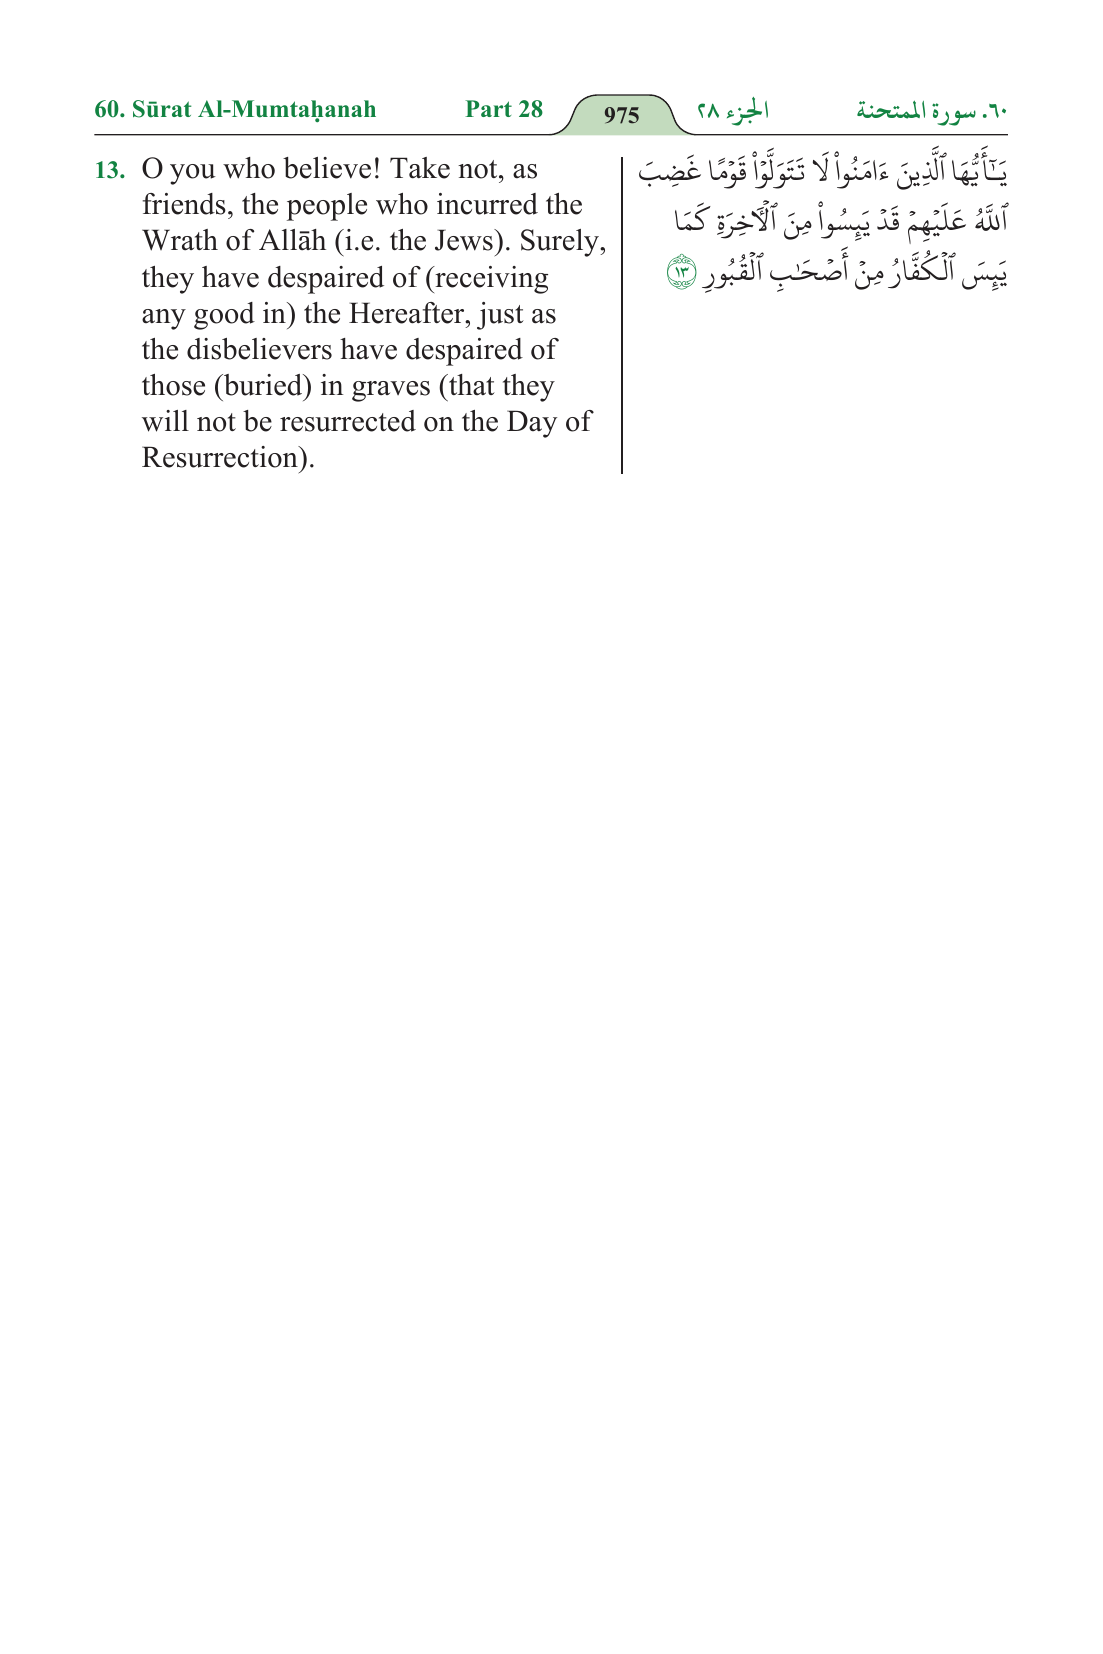 60. Sūrat Al-Mumtaḥanah Part 28 975 الجزء ٢٨ ٦٠. سورة الممتحنة
13. O you who believe! Take not, as
friends, the people who incurred the
Wrath of Allāh (i.e. the Jews). Surely,
they have despaired of (receiving
any good in) the Hereafter, just as
the disbelievers have despaired of
those (buried) in graves (that they
will not be resurrected on the Day of
Resurrection).
يَـٰٓأَيُّهَا ٱلَّذِينَ ءَامَنُوا۟ لَا تَتَوَلَّوْا۟ قَوْمًا غَضِبَ
ٱللَّهُ عَلَيْهِمْ قَدْ يَئِسُوا۟ مِنَ ٱلْـَٔاخِرَةِ كَمَا
يَئِسَ ٱلْكُفَّارُ مِنْ أَصْحَـٰبِ ٱلْقُبُورِ ١٣